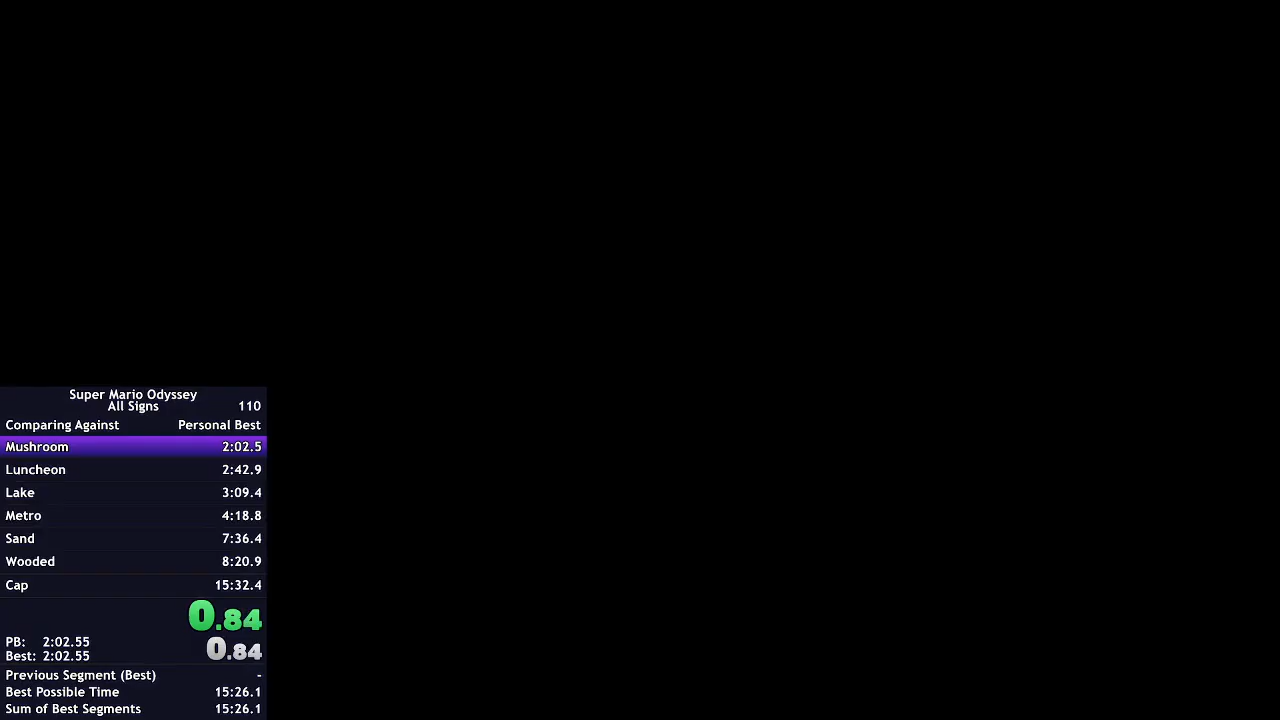 Super Mario Odyssey
All Signs 110
Comparing Against Personal Best
Mushroom 2:02.5
Luncheon 2:42.9
Lake 3:09.4
Metro 4:18.8
Sand 7:36.4
Wooded 8:20.9
Cap 15:32.4
0.84
PB: 2:02.55
Best: 2:02.55
0.84
Previous Segment (Best) -
Best Possible Time 15:26.1
Sum of Best Segments 15:26.1